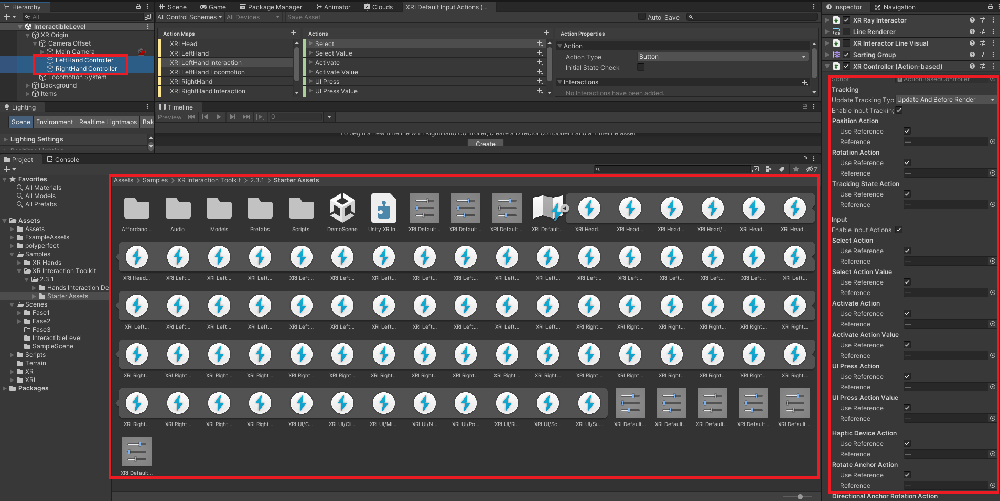 Hierarchy
All
InteractibleLevel
XR Origin
Camera Offset
Main Camera
LeftHand Controller
RightHand Controller
Locomotion System
Background
Items
Scene
Game
Package Manager
Animator
Clouds
XRI Default Input Actions (...
All Control Schemes
All Devices
Save Asset
Auto-Save
Action Maps
XRI Head
XRI LeftHand
XRI LeftHand Interaction
XRI LeftHand Locomotion
XRI RightHand
XRI RightHand Interaction
Actions
Select
Select Value
Activate
Activate Value
UI Press
UI Press Value
Action Properties
Action
Action Type
Button
Initial State Check
Interactions
No Interactions have been added.
Lighting
Scene
Environment
Realtime Lightmaps
Bak
Lighting Settings
Realtime Lighting
Timeline
Preview
0
To begin a new timeline with RightHand Controller, create a Director component and a Timeline asset
Create
Project
Console
7
Favorites
All Materials
All Models
All Prefabs
Assets
Assets
ExampleAssets
polyperfect
Samples
XR Hands
XR Interaction Toolkit
2.3.1
Hands Interaction De
Starter Assets
Scenes
Fase1
Fase2
Fase3
InteractibleLevel
SampleScene
Scripts
Terrain
XR
XRI
Packages
Assets > Samples > XR Interaction Toolkit > 2.3.1 > Starter Assets
Affordanc... Audio Models Prefabs Scripts DemoScene Unity.XR.In... XRI Default... XRI Default... XRI Default... XRI Default... XRI Head... XRI Head... XRI Head... XRI Head/... XRI Head... XRI Head...
XRI Head... XRI Left... XRI Left... XRI Left... XRI Left... XRI Left... XRI Left... XRI Left... XRI Left... XRI Left... XRI Left... XRI Left... XRI Left... XRI Left... XRI Left... XRI Left... XRI Left...
XRI Left... XRI Left... XRI Left... XRI Left... XRI Left... XRI Left... XRI Left... XRI Left... XRI Left... XRI Left... XRI Left... XRI Right... XRI Right... XRI Right... XRI Right... XRI Right... XRI Right...
XRI Right... XRI Right... XRI Right... XRI Right... XRI Right... XRI Right... XRI Right... XRI Right... XRI Right... XRI Right... XRI Right... XRI Right... XRI Right... XRI Right... XRI Right... XRI Right... XRI Right...
XRI Right... XRI Right... XRI Right... XRI Right... XRI UI/C... XRI UI/Cli... XRI UI/Mi... XRI UI/N... XRI UI/Po... XRI UI/Ri... XRI UI/Sc... XRI UI/Su... XRI Default... XRI Default... XRI Default... XRI Default... XRI Default...
XRI Default...
Inspector
Navigation
XR Ray Interactor
Line Renderer
XR Interactor Line Visual
Sorting Group
XR Controller (Action-based)
Script
ActionBasedController
Tracking
Update Tracking Typ
Update And Before Render
Enable Input Tracking
Position Action
Use Reference
Reference —
Rotation Action
Use Reference
Reference —
Tracking State Action
Use Reference
Reference —
Input
Enable Input Actions
Select Action
Use Reference
Reference —
Select Action Value
Use Reference
Reference —
Activate Action
Use Reference
Reference —
Activate Action Value
Use Reference
Reference —
UI Press Action
Use Reference
Reference —
UI Press Action Value
Use Reference
Reference —
Haptic Device Action
Use Reference
Reference —
Rotate Anchor Action
Use Reference
Reference —
Directional Anchor Rotation Action